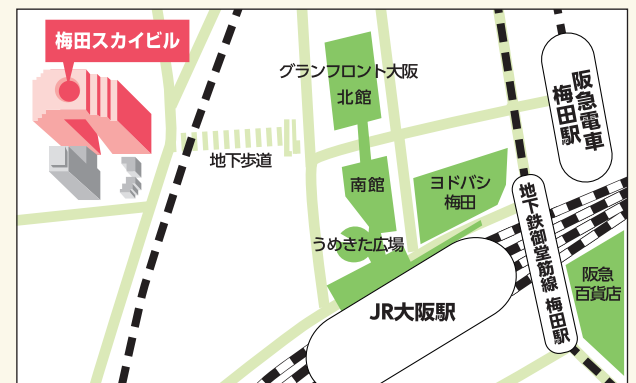 梅田スカイビル
グランフロント大阪
北館
阪急電車
梅田駅
地下歩道
南館
ヨドバシ
梅田
地下鉄御堂筋線 梅田駅
うめきた広場
阪急
百貨店
JR大阪駅